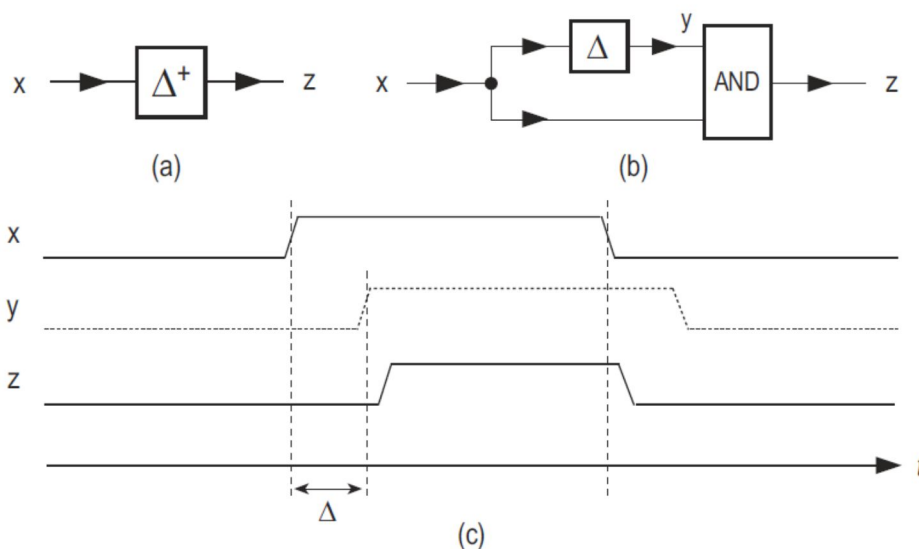 x Δ+ z
x Δ y AND z
(a) (b)
x
y
z
Δ
(c)